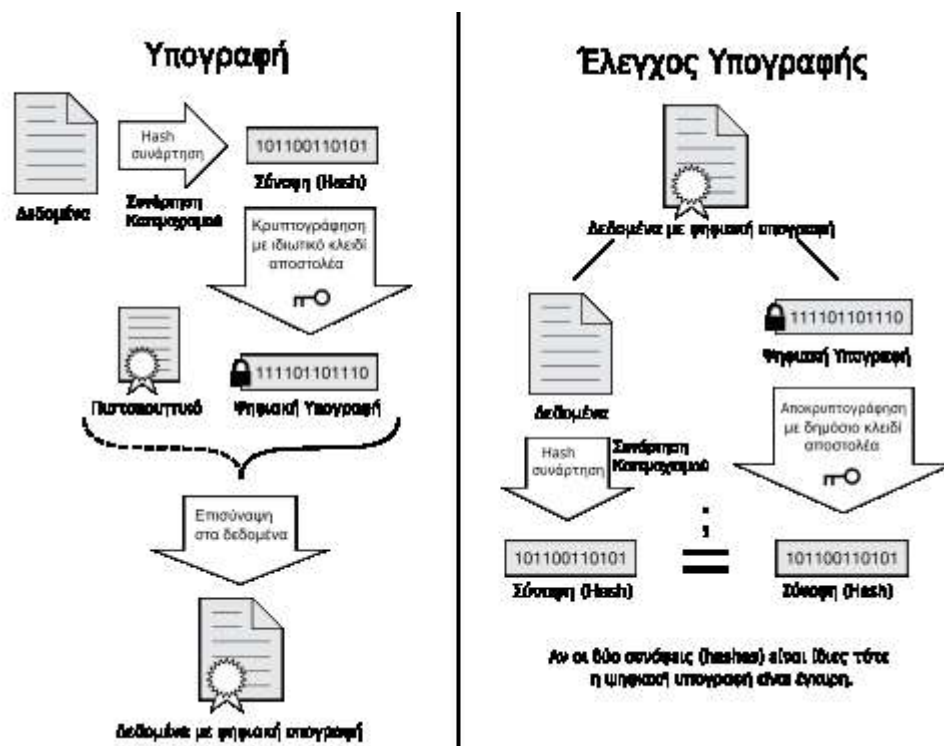 Υπογραφή
Hash
συνάρτηση
101100110101
Δεδομένα
Συνάρτηση
Κατμαχισμού
Σύνοψη (Hash)
Κρυπτογράφηση
με ιδιωτικό κλειδί
αποστολέα
111101101110
Πιστοποιητικό
Ψηφιακή Υπογραφή
Επισύναψη
στα δεδομένα
Δεδομένα με ψηφιακή υπογραφή
Έλεγχος Υπογραφής
Δεδομένα με ψηφιακή υπογραφή
111101101110
Ψηφιακή Υπογραφή
Δεδομένα
Hash
συνάρτηση
Συνάρτηση
Κατμαχισμού
Αποκρυπτογράφηση
με δημόσιο κλειδί
αποστολέα
;
=
101100110101
101100110101
Σύνοψη (Hash)
Σύνοψη (Hash)
Αν οι δύο συνόψεις (hashes) είναι ίδιες τότε
η ψηφιακή υπογραφή είναι έγκυρη.